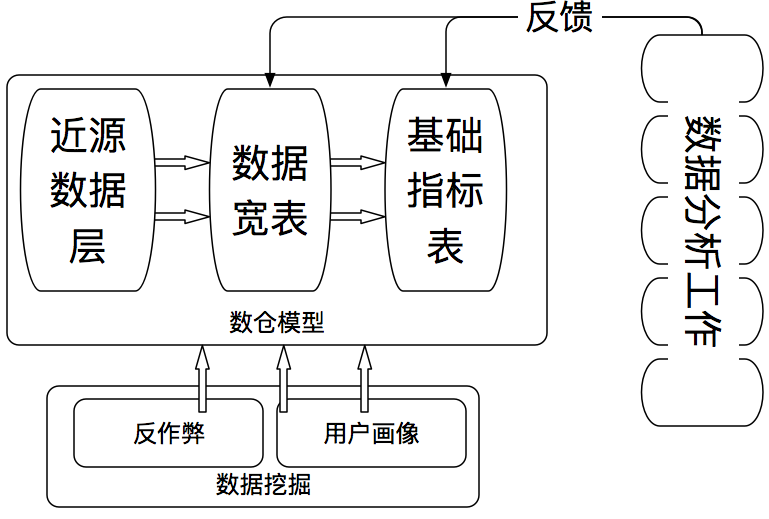 反馈
近源
数据
层
数据
宽表
基础
指标
表
数据分析工作
数仓模型
反作弊
用户画像
数据挖掘